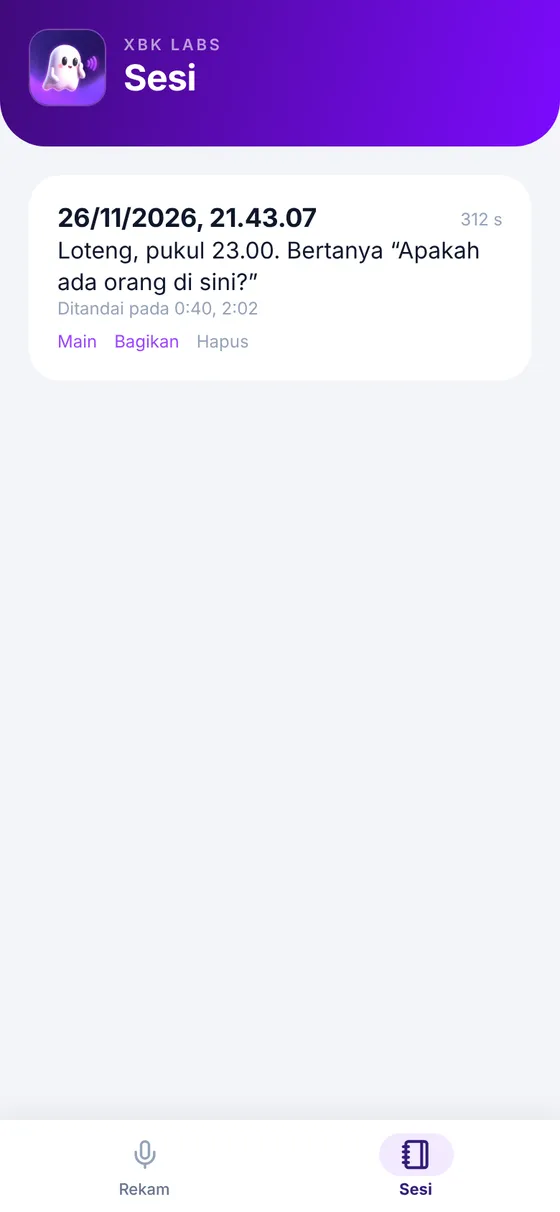 XBK LABS
Sesi
26/11/2026, 21.43.07
312 s
Loteng, pukul 23.00. Bertanya “Apakah
ada orang di sini?”
Ditandai pada 0:40, 2:02
Main Bagikan Hapus
Rekam
Sesi